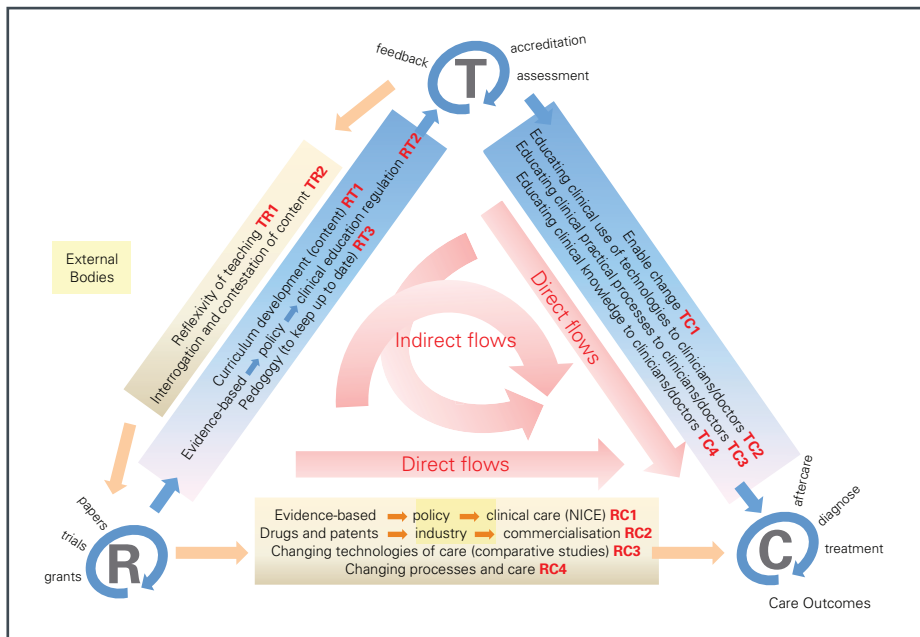 feedback
accreditation
T
assessment
Reflexivity of teaching TR1
Interrogation and contestation of content TR2
Curriculum development (content) RT1
Evidence-based policy clinical education regulation RT2
Pedogogy (to keep up to date) RT3
Enable change TC1
Educating clinical use of technologies to clinicians/doctors TC2
Educating clinical practical processes to clinicians/doctors TC3
Educating clinical knowledge to clinicians/doctors TC4
External
Bodies
Indirect flows
Direct flows
Direct flows
papers
trials
grants
R
Evidence-based policy clinical care (NICE) RC1
Drugs and patents industry commercialisation RC2
Changing technologies of care (comparative studies) RC3
Changing processes and care RC4
aftercare
diagnose
treatment
C
Care Outcomes